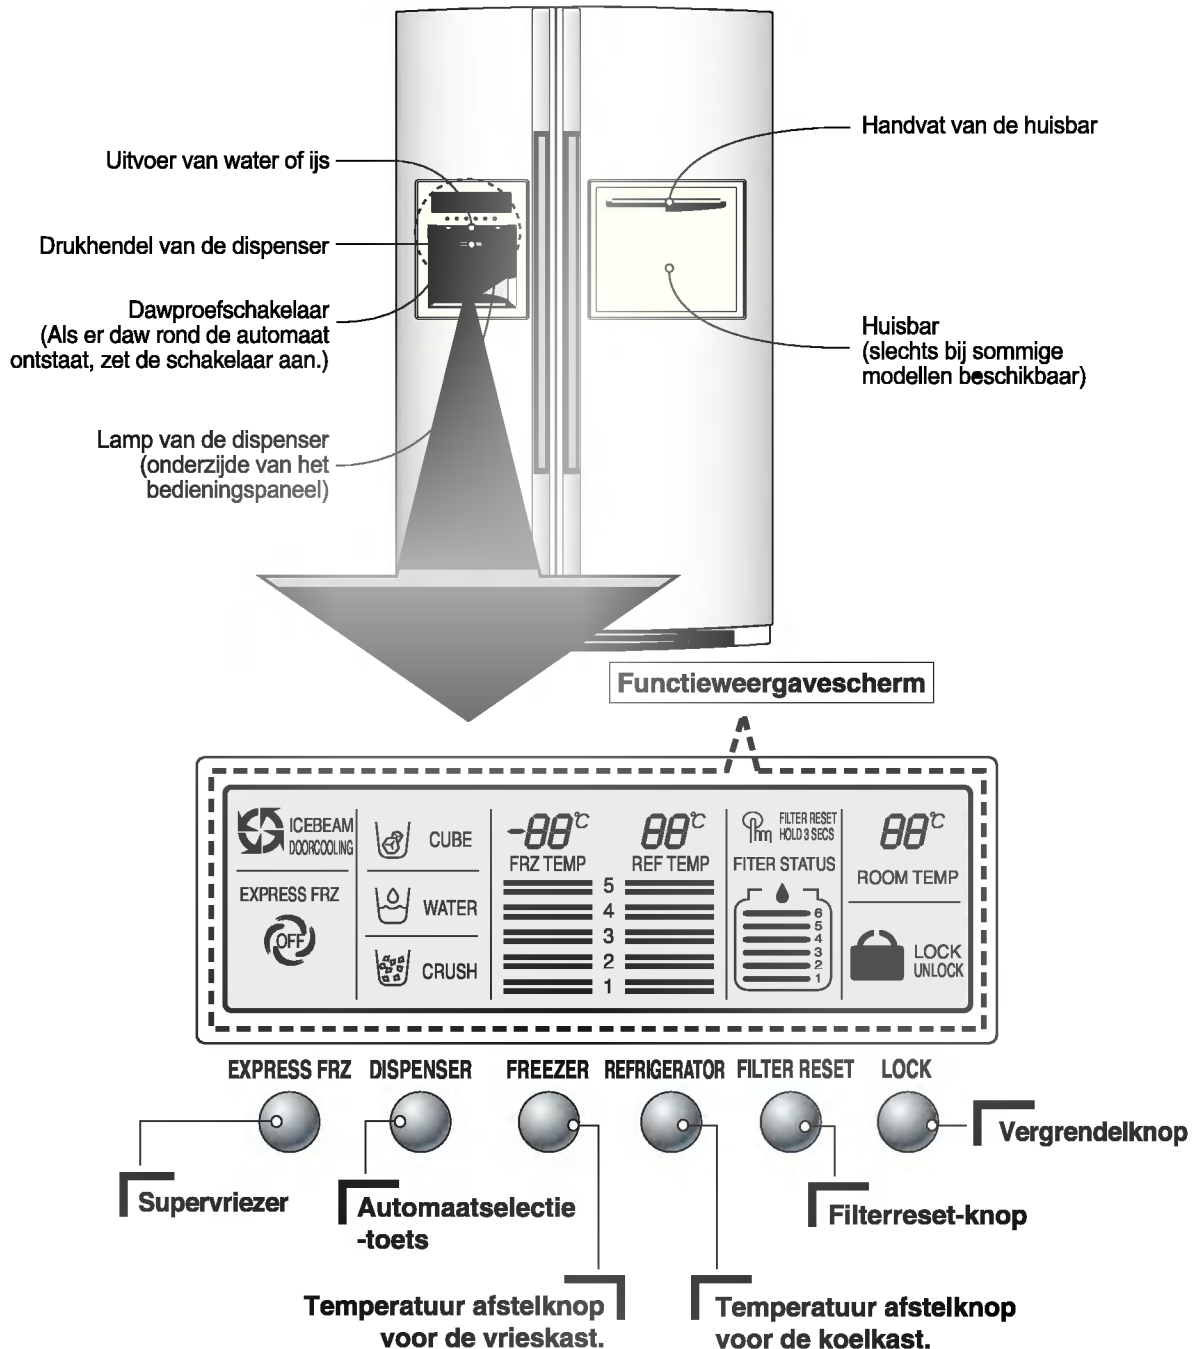 Handvat van de huisbar
Uitvoer van water of ijs
Drukhendel van de dispenser
Dawproefschakelaar
(Als er daw rond de automaat
ontstaat, zet de schakelaar aan.)
Huisbar
(slechts bij sommige
modellen beschikbaar)
Lamp van de dispenser
(onderzijde van het
bedieningspaneel)
Functieweergavescherm
ICEBEAM
DOORCOOLING
EXPRESS FRZ
OFF
CUBE
WATER
CRUSH
-88°C
FRZ TEMP
88°C
REF TEMP
5
4
3
2
1
FILTER RESET
HOLD 3 SECS
FITER STATUS
6
5
4
3
2
1
88°C
ROOM TEMP
LOCK
UNLOCK
EXPRESS FRZ DISPENSER FREEZER REFRIGERATOR FILTER RESET LOCK
Vergrendelknop
Supervriezer
Automaatselectie
-toets
Filterreset-knop
Temperatuur afstelknop
voor de vrieskast.
Temperatuur afstelknop
voor de koelkast.